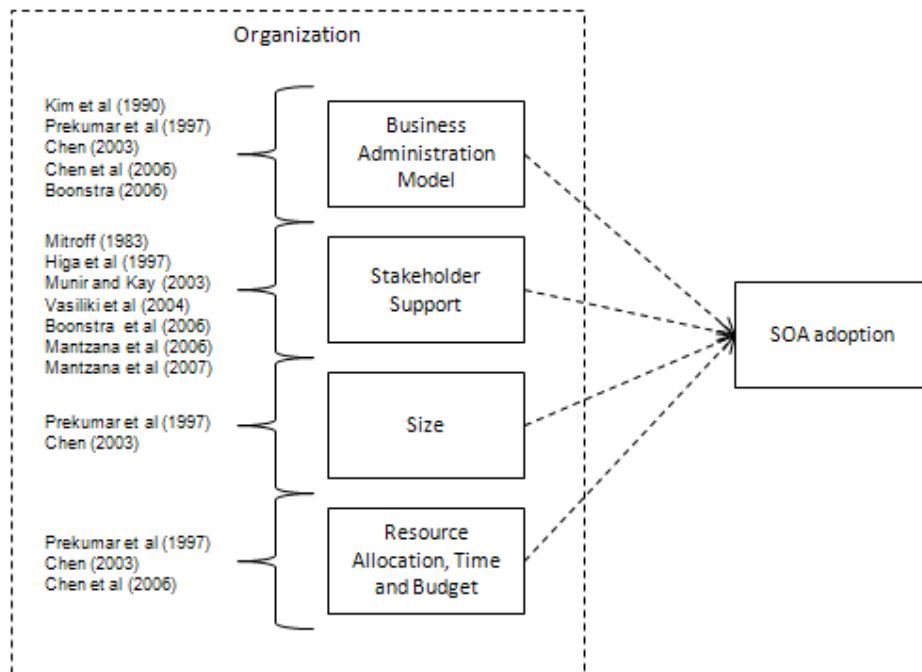 Organization
Kim et al (1990)
Prekumar et al (1997)
Chen (2003)
Chen et al (2006)
Boonstra (2006)
Business
Administration
Model
Mitroff (1983)
Higa et al (1997)
Munir and Kay (2003)
Vasiliki et al (2004)
Boonstra et al (2006)
Mantzana et al (2006)
Mantzana et al (2007)
Stakeholder
Support
Prekumar et al (1997)
Chen (2003)
Size
Prekumar et al (1997)
Chen (2003)
Chen et al (2006)
Resource
Allocation, Time
and Budget
SOA adoption